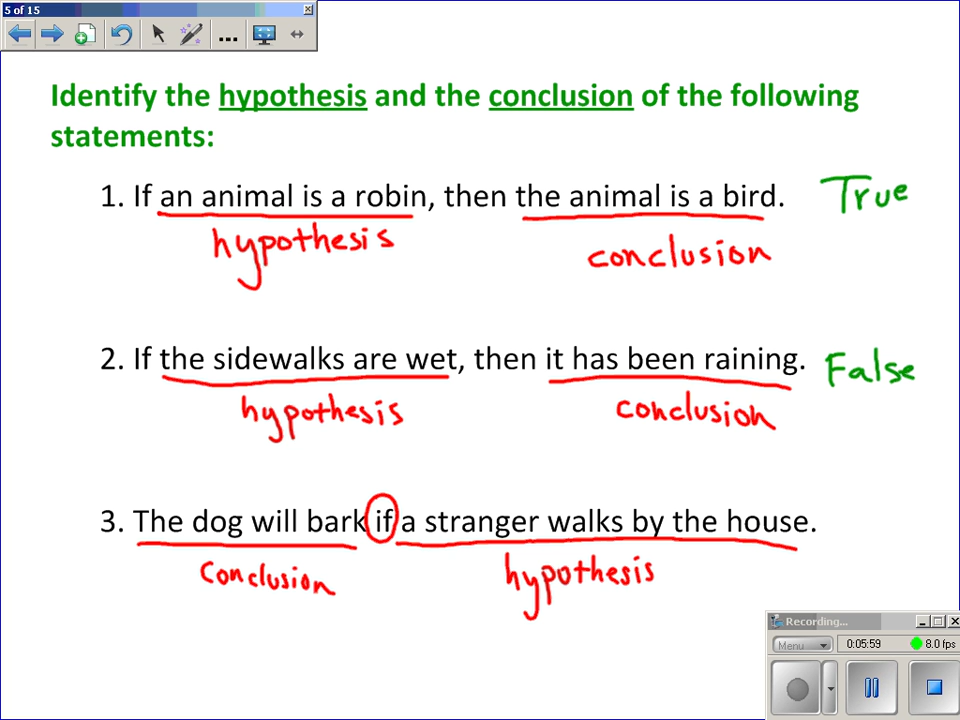 5 of 15
Identify the hypothesis and the conclusion of the following
statements:
1. If an animal is a robin, then the animal is a bird. True
hypothesis conclusion
2. If the sidewalks are wet, then it has been raining. False
hypothesis conclusion
3. The dog will bark if a stranger walks by the house.
conclusion hypothesis
Recording...
Menu 0:05:59 8.0 fps